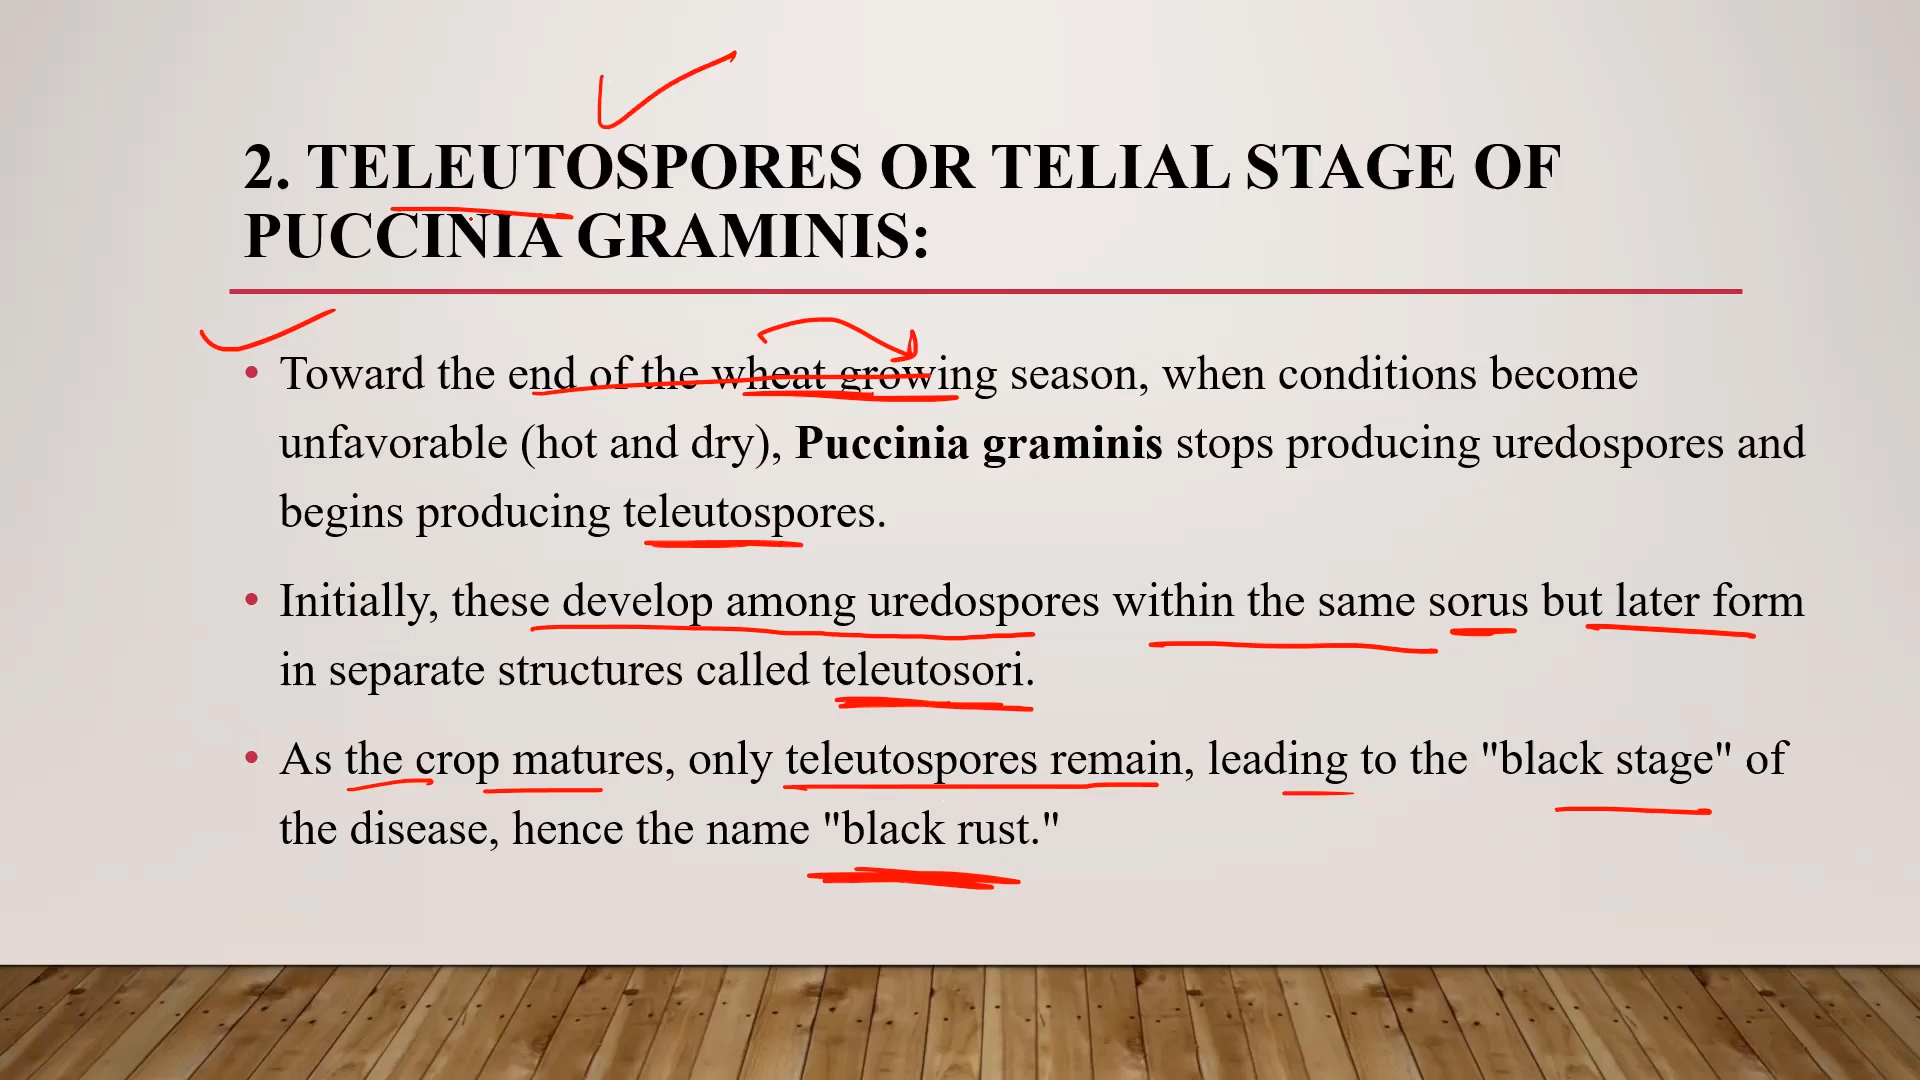 2. TELEUTOSPORES OR TELIAL STAGE OF
PUCCINIA GRAMINIS:
• Toward the end of the wheat growing season, when conditions become
unfavorable (hot and dry), Puccinia graminis stops producing uredospores and
begins producing teleutospores.
• Initially, these develop among uredospores within the same sorus but later form
in separate structures called teleutosori.
• As the crop matures, only teleutospores remain, leading to the "black stage" of
the disease, hence the name "black rust."